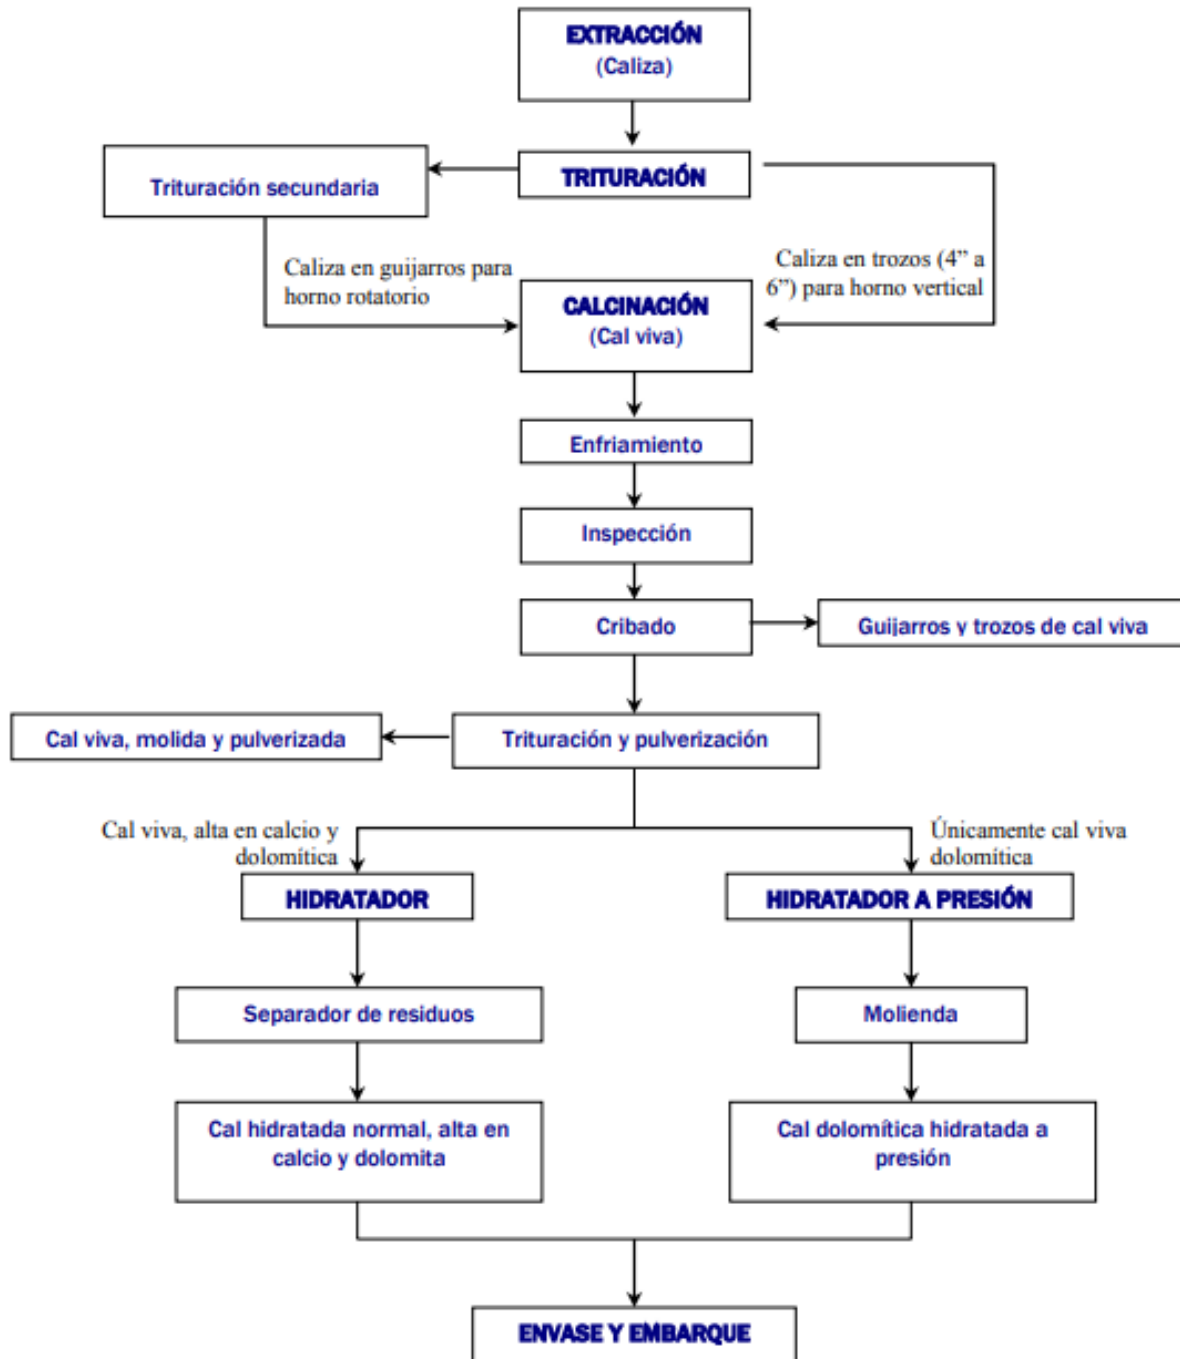 EXTRACCIÓN
(Caliza)
TRITURACIÓN
Trituración secundaria
Caliza en guijarros para
horno rotatorio
Caliza en trozos (4” a
6”) para horno vertical
CALCINACIÓN
(Cal viva)
Enfriamiento
Inspección
Cribado
Guijarros y trozos de cal viva
Cal viva, molida y pulverizada
Trituración y pulverización
Cal viva, alta en calcio y
dolomítica
Únicamente cal viva
dolomítica
HIDRATADOR
HIDRATADOR A PRESIÓN
Separador de residuos
Molienda
Cal hidratada normal, alta en
calcio y dolomita
Cal dolomítica hidratada a
presión
ENVASE Y EMBARQUE